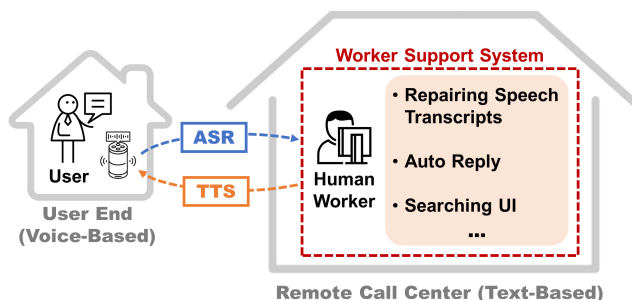 Worker Support System
• Repairing Speech
Transcripts
• Auto Reply
• Searching UI
...
ASR
TTS
User
Human
Worker
User End
(Voice-Based)
Remote Call Center (Text-Based)